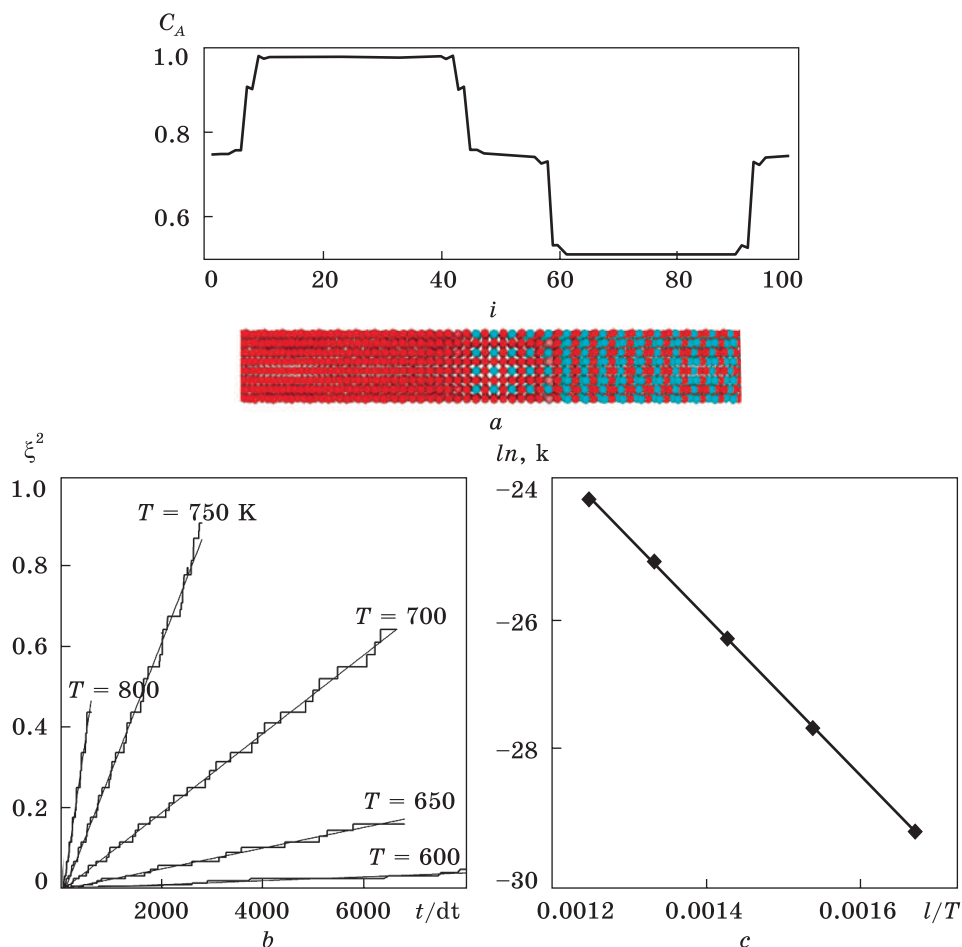 C_A
1.0
0.8
0.6
0 20 40 60 80 100
i
a
ξ²
1.0
0.8
0.6
0.4
0.2
0
T = 750 K
T = 700
T = 800
T = 650
T = 600
2000 4000 6000 t/dt
b
ln, k
−24
−26
−28
−30
0.0012 0.0014 0.0016 l/T
c